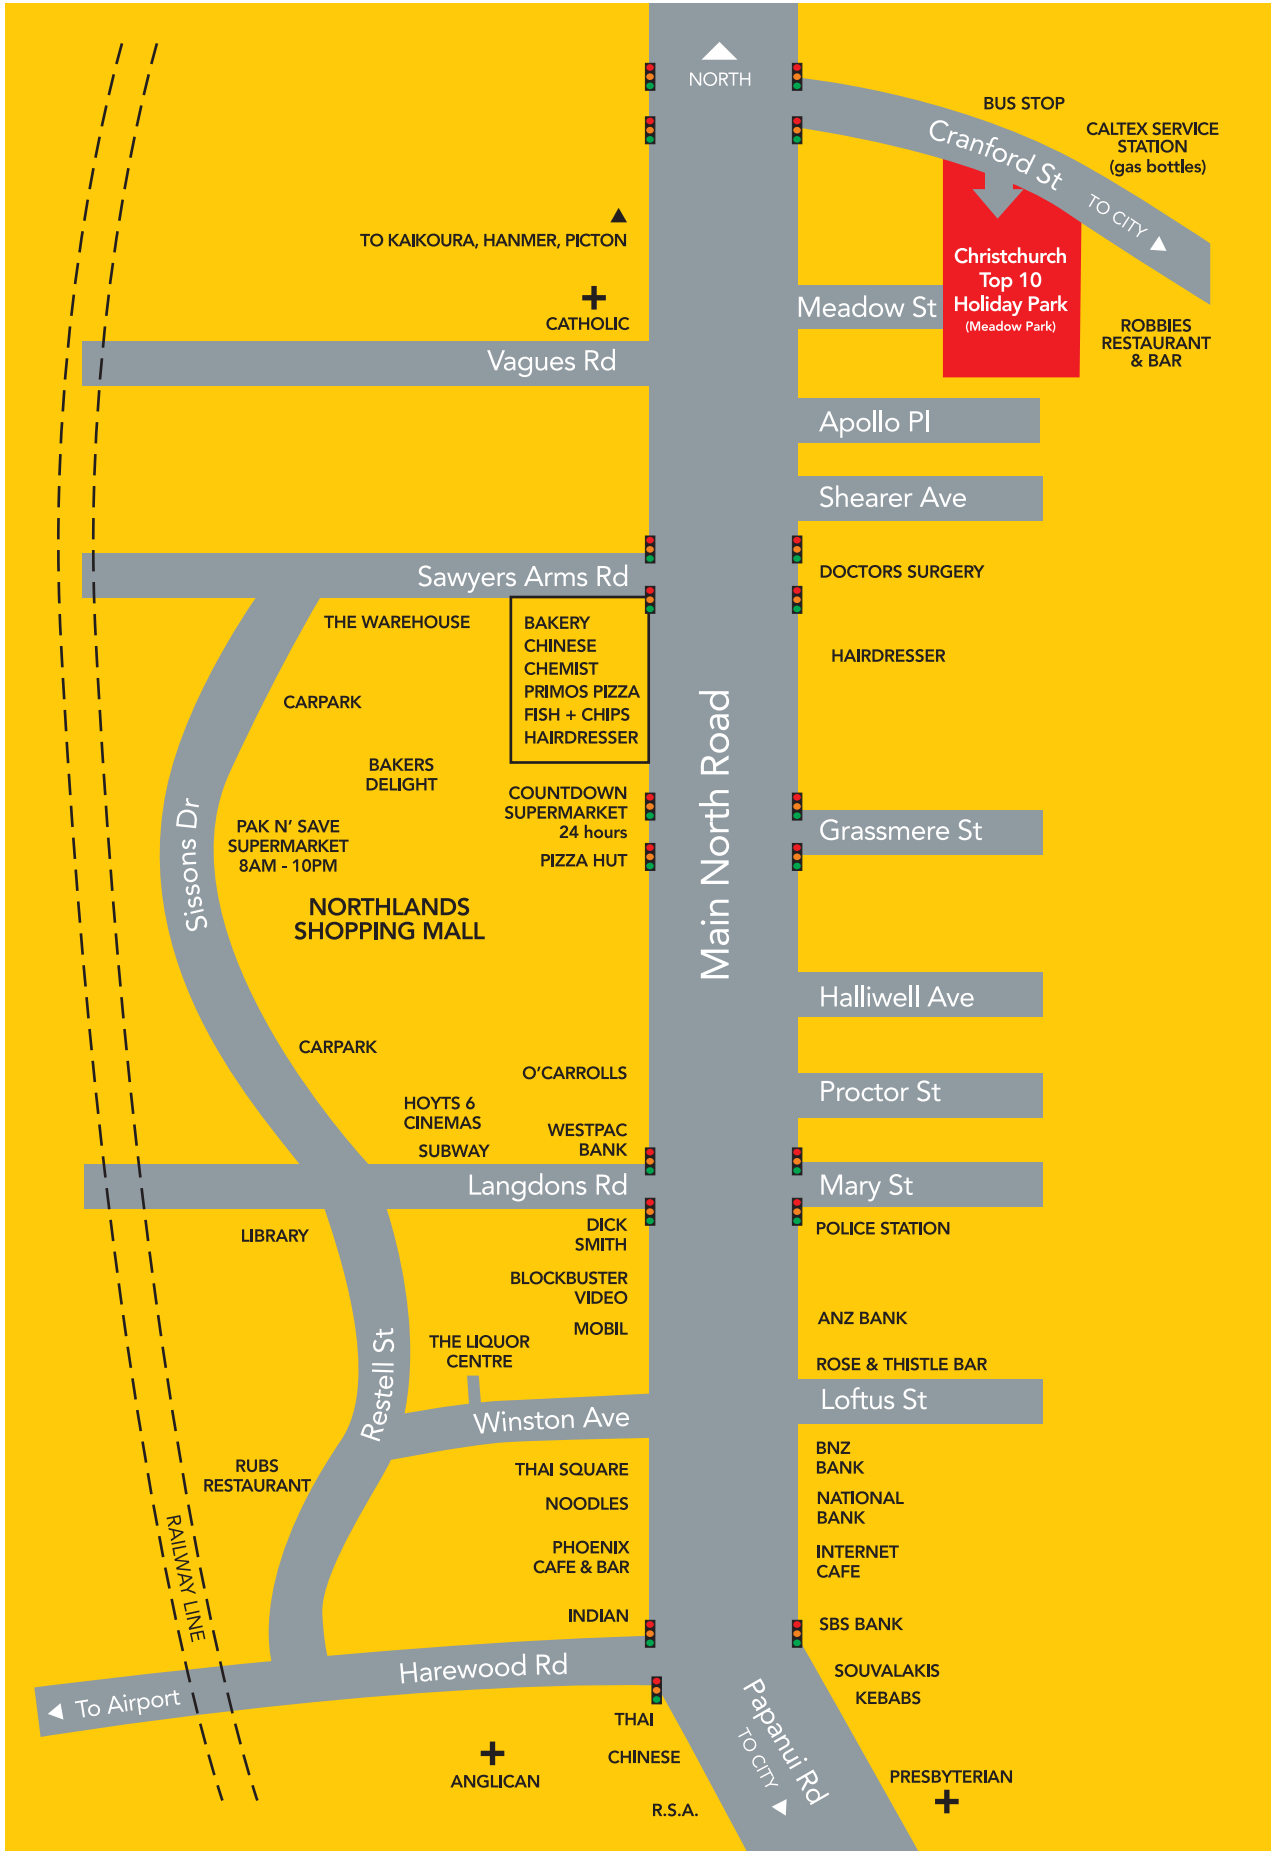 NORTH
BUS STOP
Cranford St
CALTEX SERVICE
STATION
(gas bottles)
TO CITY
TO KAIKOURA, HANMER, PICTON
Christchurch
Top 10
Holiday Park
(Meadow Park)
CATHOLIC
Meadow St
ROBBIES
RESTAURANT
& BAR
Vagues Rd
Apollo Pl
Shearer Ave
Sawyers Arms Rd
DOCTORS SURGERY
THE WAREHOUSE
BAKERY
CHINESE
CHEMIST
PRIMOS PIZZA
FISH + CHIPS
HAIRDRESSER
HAIRDRESSER
CARPARK
Main North Road
BAKERS
DELIGHT
COUNTDOWN
SUPERMARKET
24 hours
Sissons Dr
PAK N' SAVE
SUPERMARKET
8AM - 10PM
Grassmere St
PIZZA HUT
NORTHLANDS
SHOPPING MALL
Halliwell Ave
CARPARK
O'CARROLLS
Proctor St
HOYTS 6
CINEMAS
WESTPAC
BANK
SUBWAY
Langdons Rd
Mary St
LIBRARY
DICK
SMITH
POLICE STATION
BLOCKBUSTER
VIDEO
MOBIL
ANZ BANK
THE LIQUOR
CENTRE
Restell St
ROSE & THISTLE BAR
Loftus St
Winston Ave
RUBS
RESTAURANT
THAI SQUARE
BNZ
BANK
NOODLES
NATIONAL
BANK
RAILWAY LINE
PHOENIX
CAFE & BAR
INTERNET
CAFE
INDIAN
SBS BANK
Harewood Rd
To Airport
SOUVALAKIS
KEBABS
Papanui Rd
TO CITY
THAI
CHINESE
ANGLICAN
PRESBYTERIAN
R.S.A.